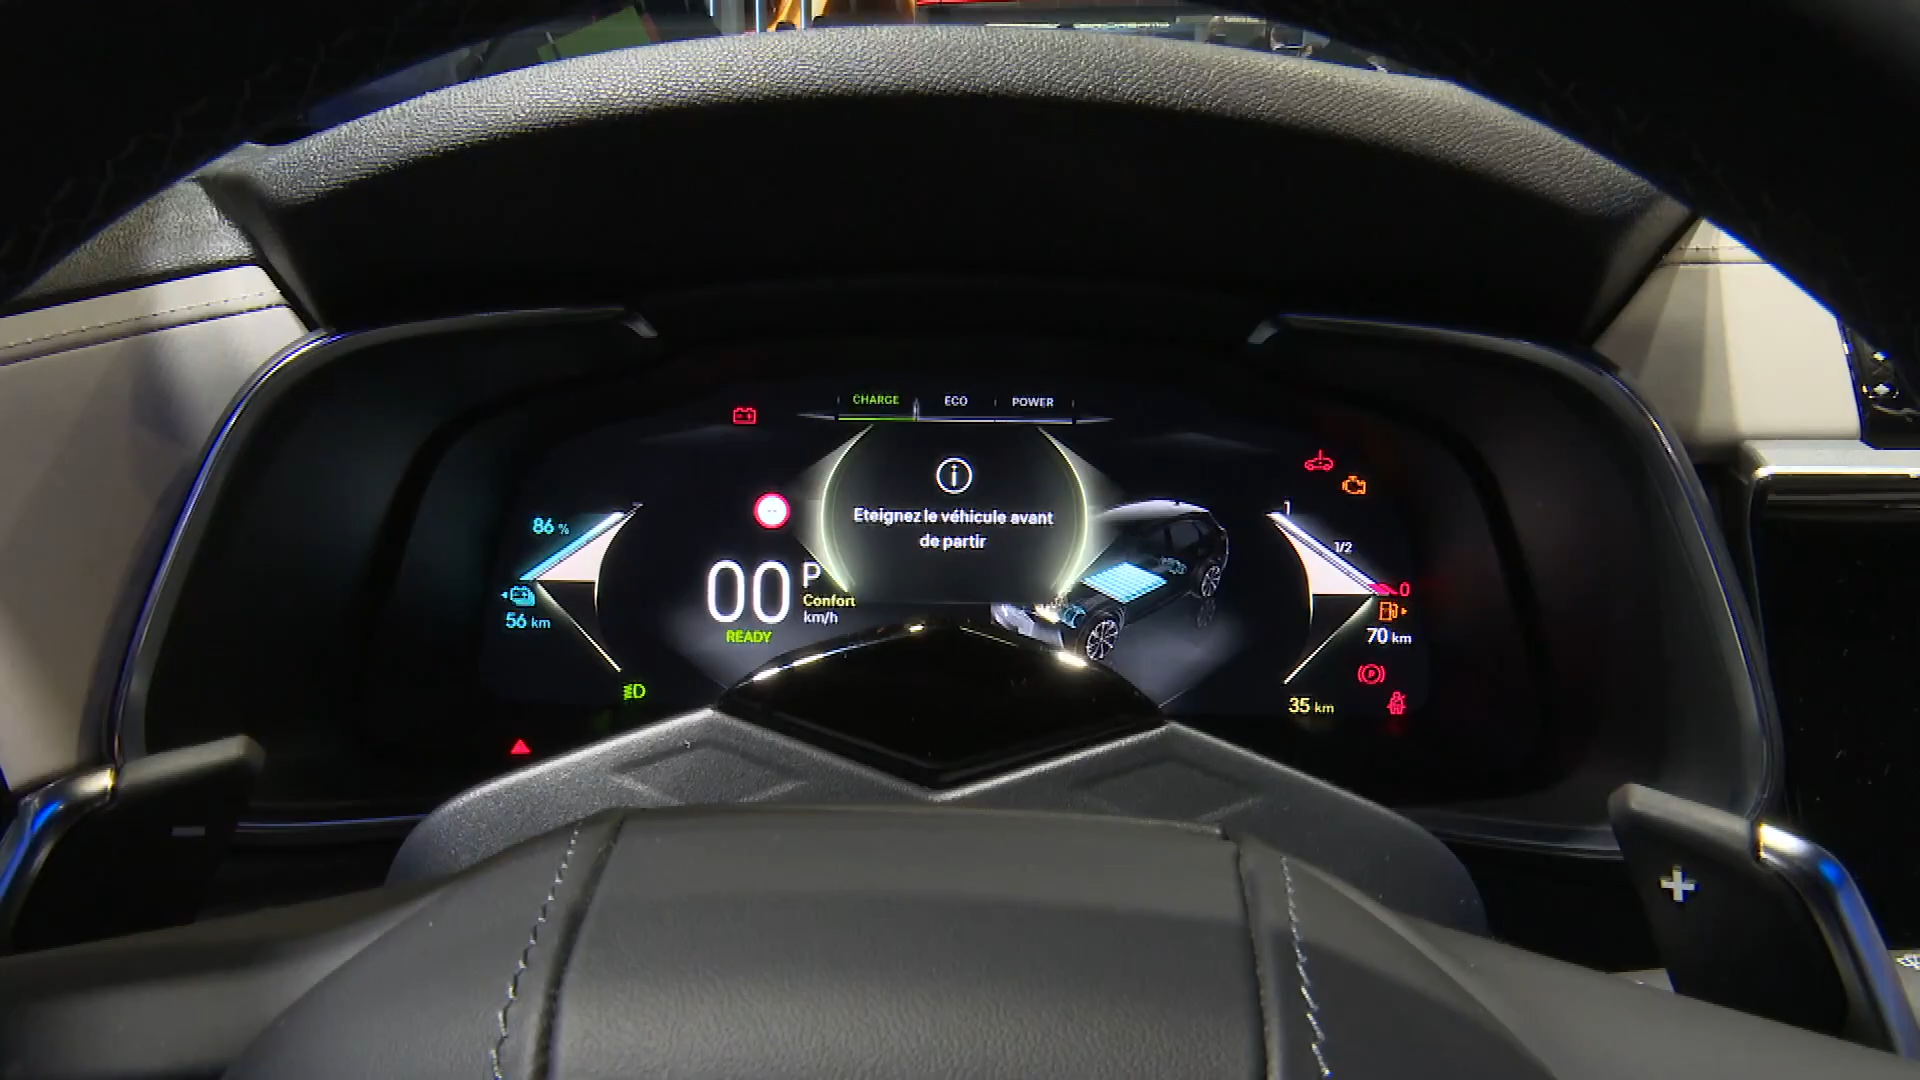 CHARGE ECO POWER
Eteignez le véhicule avant
de partir
86 %
56 km
00 P
Confort
km/h
READY
1
1/2
0
70 km
35 km
P
- +